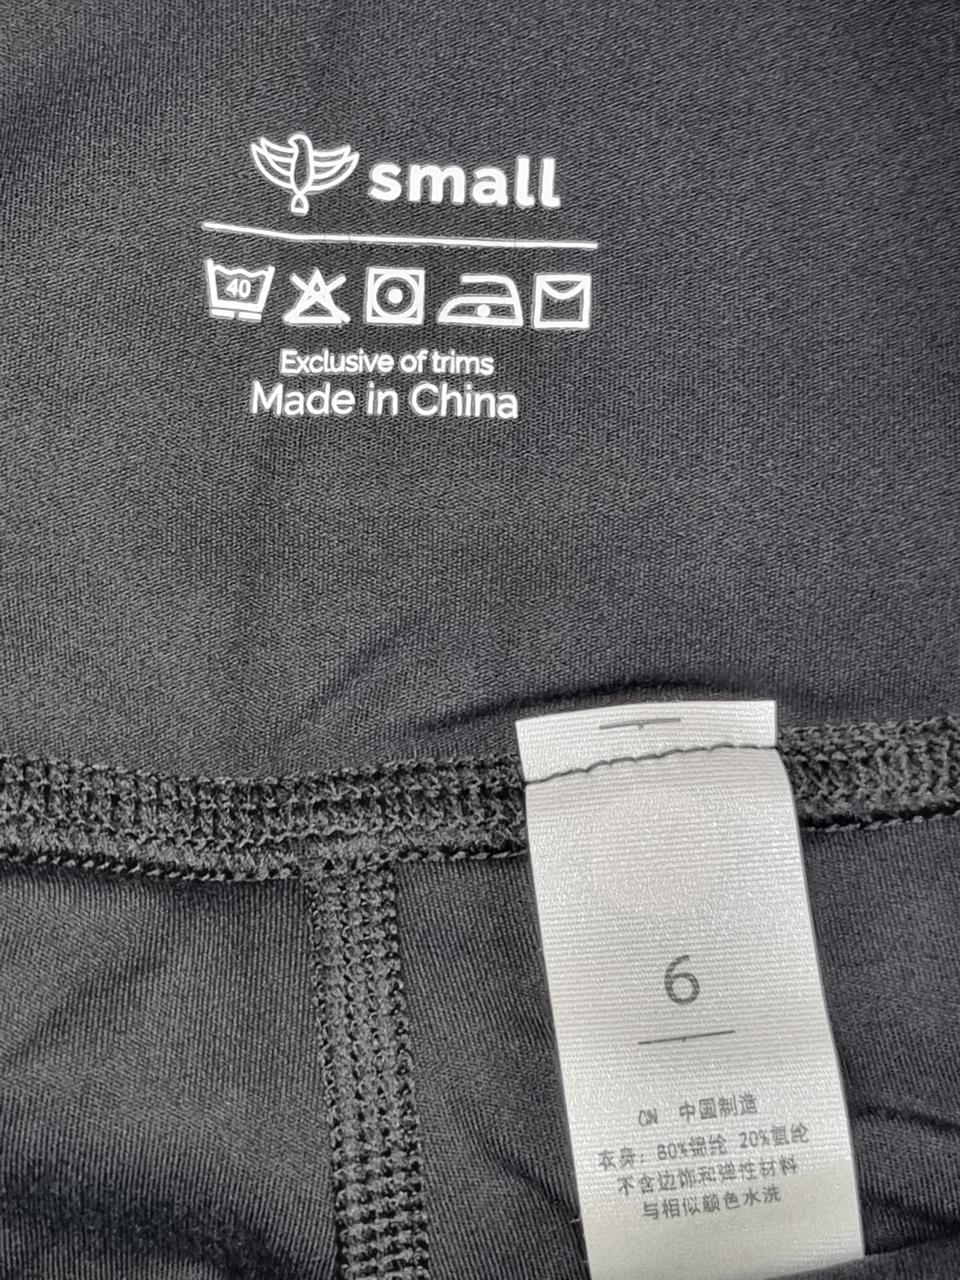 small
40
Exclusive of trims
Made in China
6
CN 中国制造
衣身：80%锦纶 20%氨纶
不含边饰和弹性材料
与相似颜色水洗